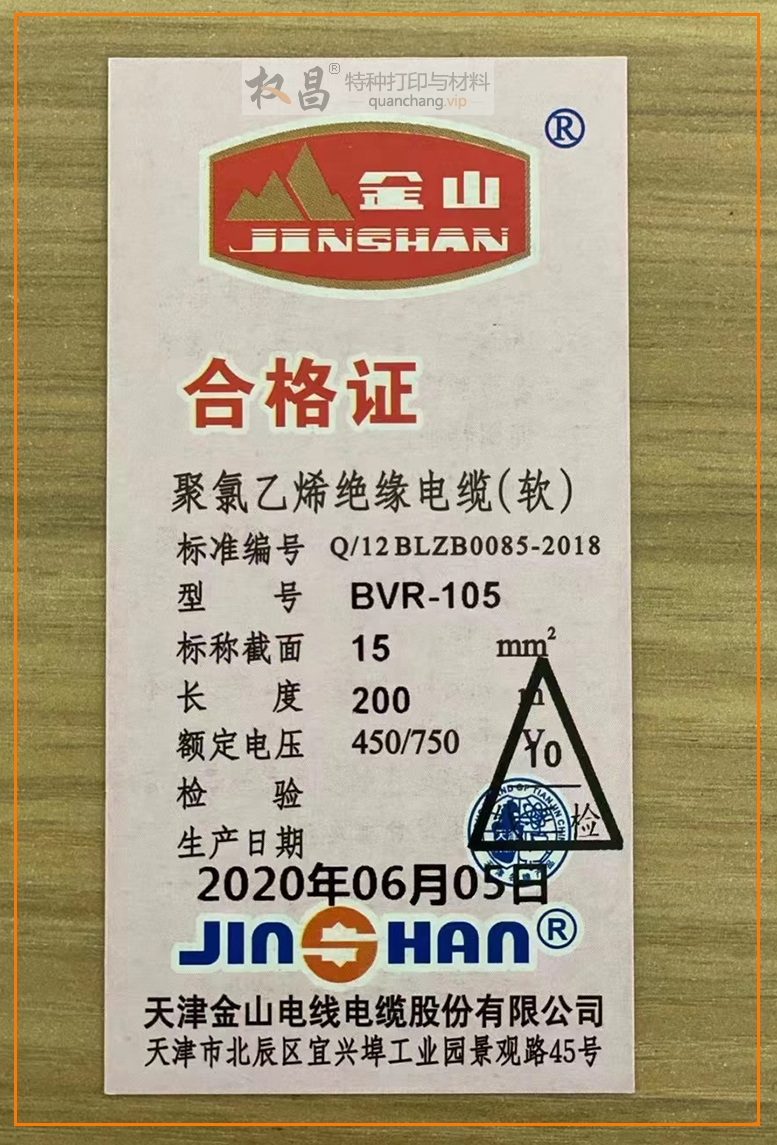 权昌® 特种打印与材料
quanchang.vip
®
金山
JINSHAN
合格证
聚氯乙烯绝缘电缆(软)
标准编号 Q/12BLZB0085-2018
型号 BVR-105
标称截面 15 mm²
长度 200 m
额定电压 450/750
检验
Y0
检
生产日期
2020年06月05日
JINSHAN®
天津金山电线电缆股份有限公司
天津市北辰区宜兴埠工业园景观路45号